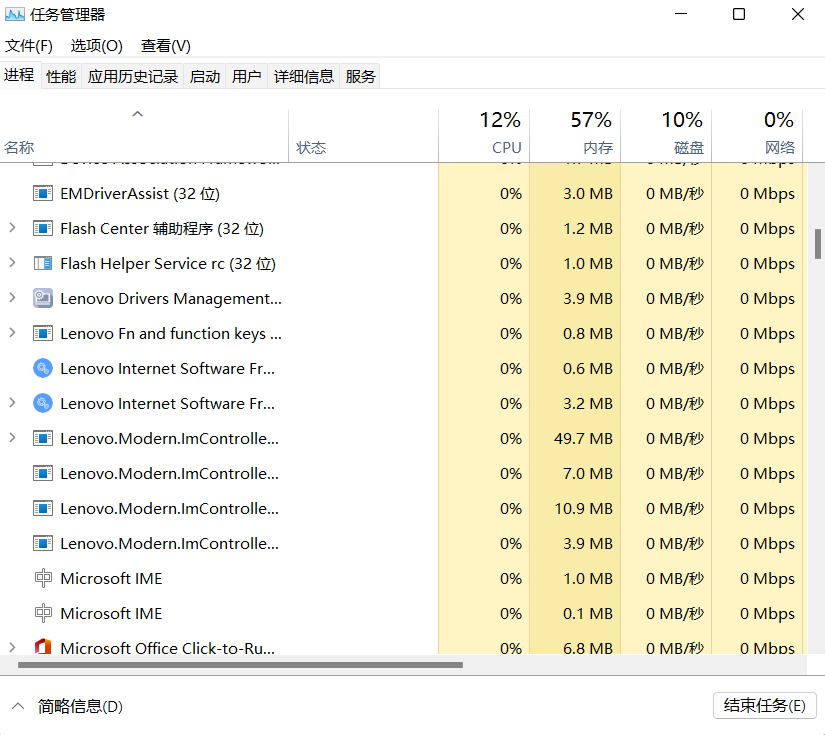 任务管理器
文件(F) 选项(O) 查看(V)
进程 性能 应用历史记录 启动 用户 详细信息 服务
12% 57% 10% 0%
名称 状态 CPU 内存 磁盘 网络
EMDriverAssist (32 位) 0% 3.0 MB 0 MB/秒 0 Mbps
Flash Center 辅助程序 (32 位) 0% 1.2 MB 0 MB/秒 0 Mbps
Flash Helper Service rc (32 位) 0% 1.0 MB 0 MB/秒 0 Mbps
Lenovo Drivers Management... 0% 3.9 MB 0 MB/秒 0 Mbps
Lenovo Fn and function keys ... 0% 0.8 MB 0 MB/秒 0 Mbps
Lenovo Internet Software Fr... 0% 0.6 MB 0 MB/秒 0 Mbps
Lenovo Internet Software Fr... 0% 3.2 MB 0 MB/秒 0 Mbps
Lenovo.Modern.ImControlle... 0% 49.7 MB 0 MB/秒 0 Mbps
Lenovo.Modern.ImControlle... 0% 7.0 MB 0 MB/秒 0 Mbps
Lenovo.Modern.ImControlle... 0% 10.9 MB 0 MB/秒 0 Mbps
Lenovo.Modern.ImControlle... 0% 3.9 MB 0 MB/秒 0 Mbps
Microsoft IME 0% 1.0 MB 0 MB/秒 0 Mbps
Microsoft IME 0% 0.1 MB 0 MB/秒 0 Mbps
Microsoft Office Click-to-Ru... 0% 6.8 MB 0 MB/秒 0 Mbps
简略信息(D) 结束任务(E)